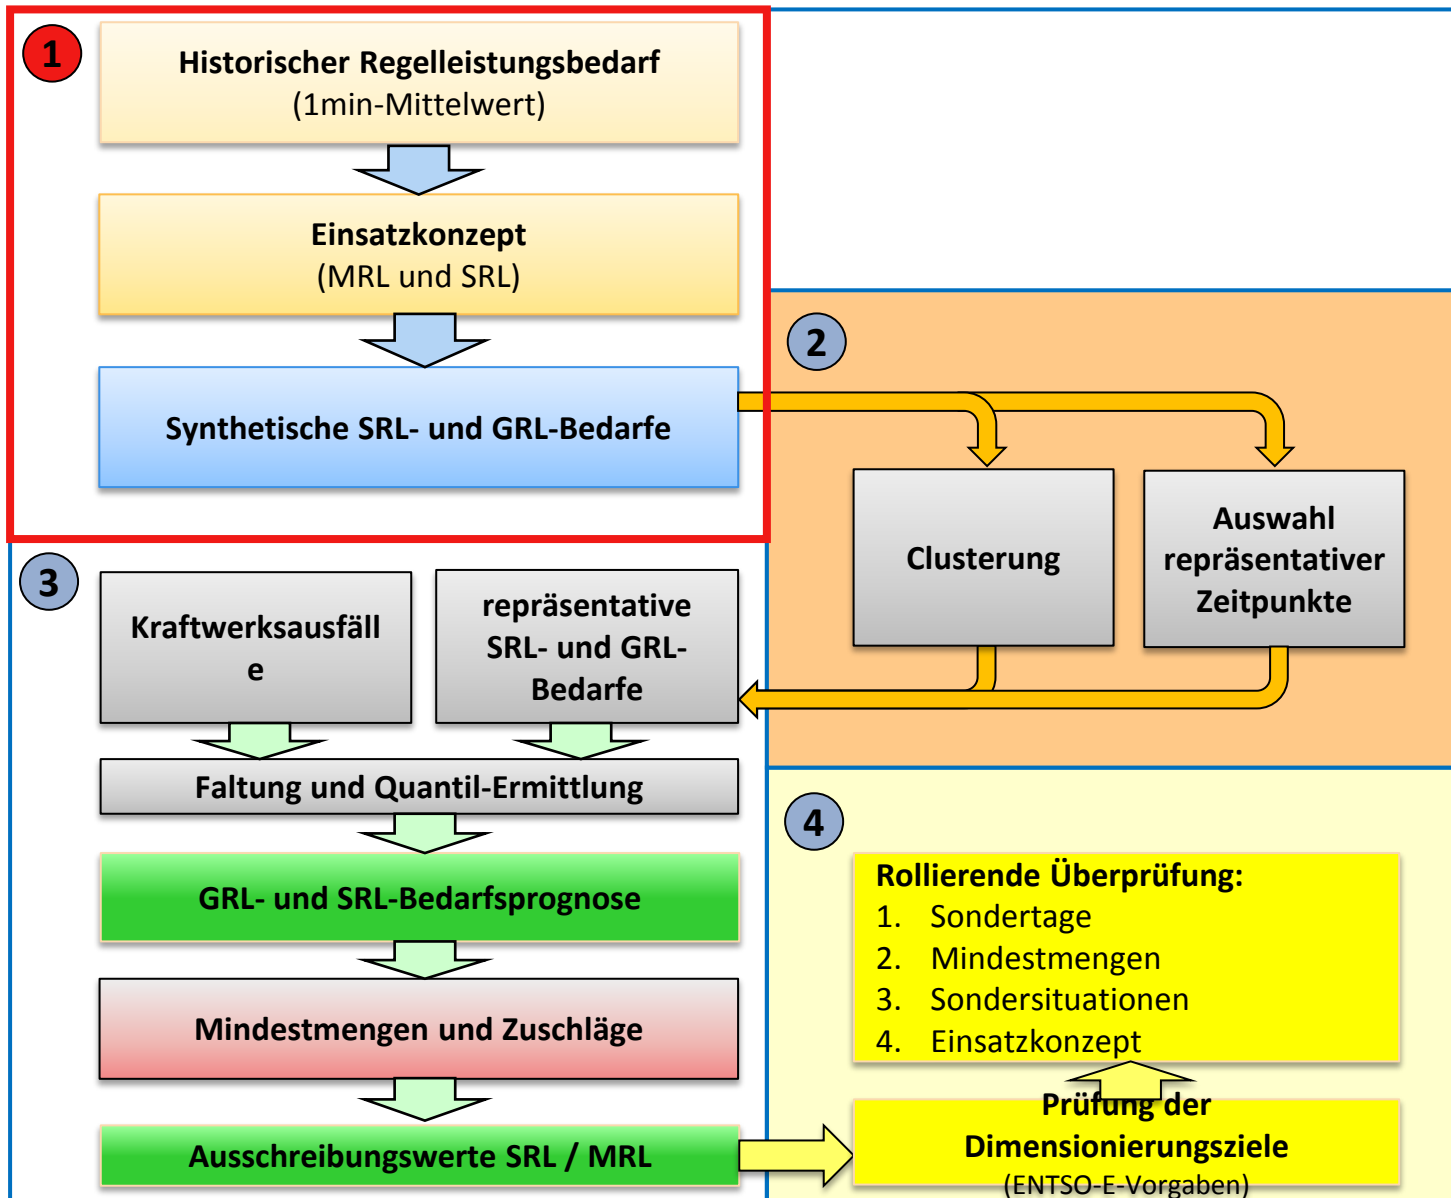 1
Historischer Regelleistungsbedarf
(1min-Mittelwert)
Einsatzkonzept
(MRL und SRL)
Synthetische SRL- und GRL-Bedarfe
2
Clusterung
Auswahl
repräsentativer
Zeitpunkte
3
Kraftwerksausfäll
e
repräsentative
SRL- und GRL-
Bedarfe
Faltung und Quantil-Ermittlung
GRL- und SRL-Bedarfsprognose
Mindestmengen und Zuschläge
Ausschreibungswerte SRL / MRL
4
Rollierende Überprüfung:
1. Sondertage
2. Mindestmengen
3. Sondersituationen
4. Einsatzkonzept
Prüfung der
Dimensionierungsziele
(ENTSO-E-Vorgaben)